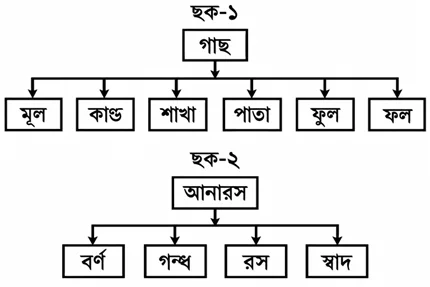 ছক-১
গাছ
মূল কাণ্ড শাখা পাতা ফুল ফল
ছক-২
আনারস
বর্ণ গন্ধ রস স্বাদ